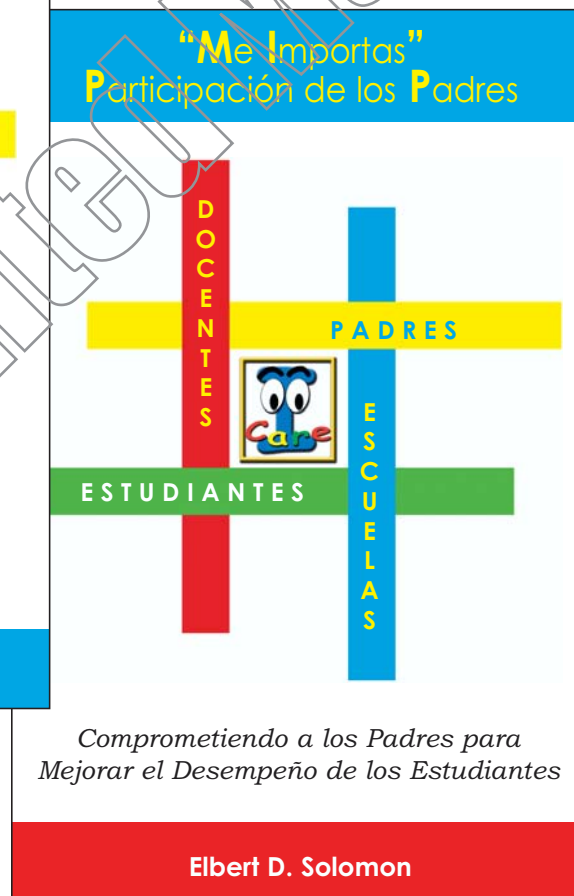 “Me Importas”
Participación de los Padres
DOCENTES
PADRES
I Care
ESCUELAS
ESTUDIANTES
Comprometiendo a los Padres para
Mejorar el Desempeño de los Estudiantes
Elbert D. Solomon